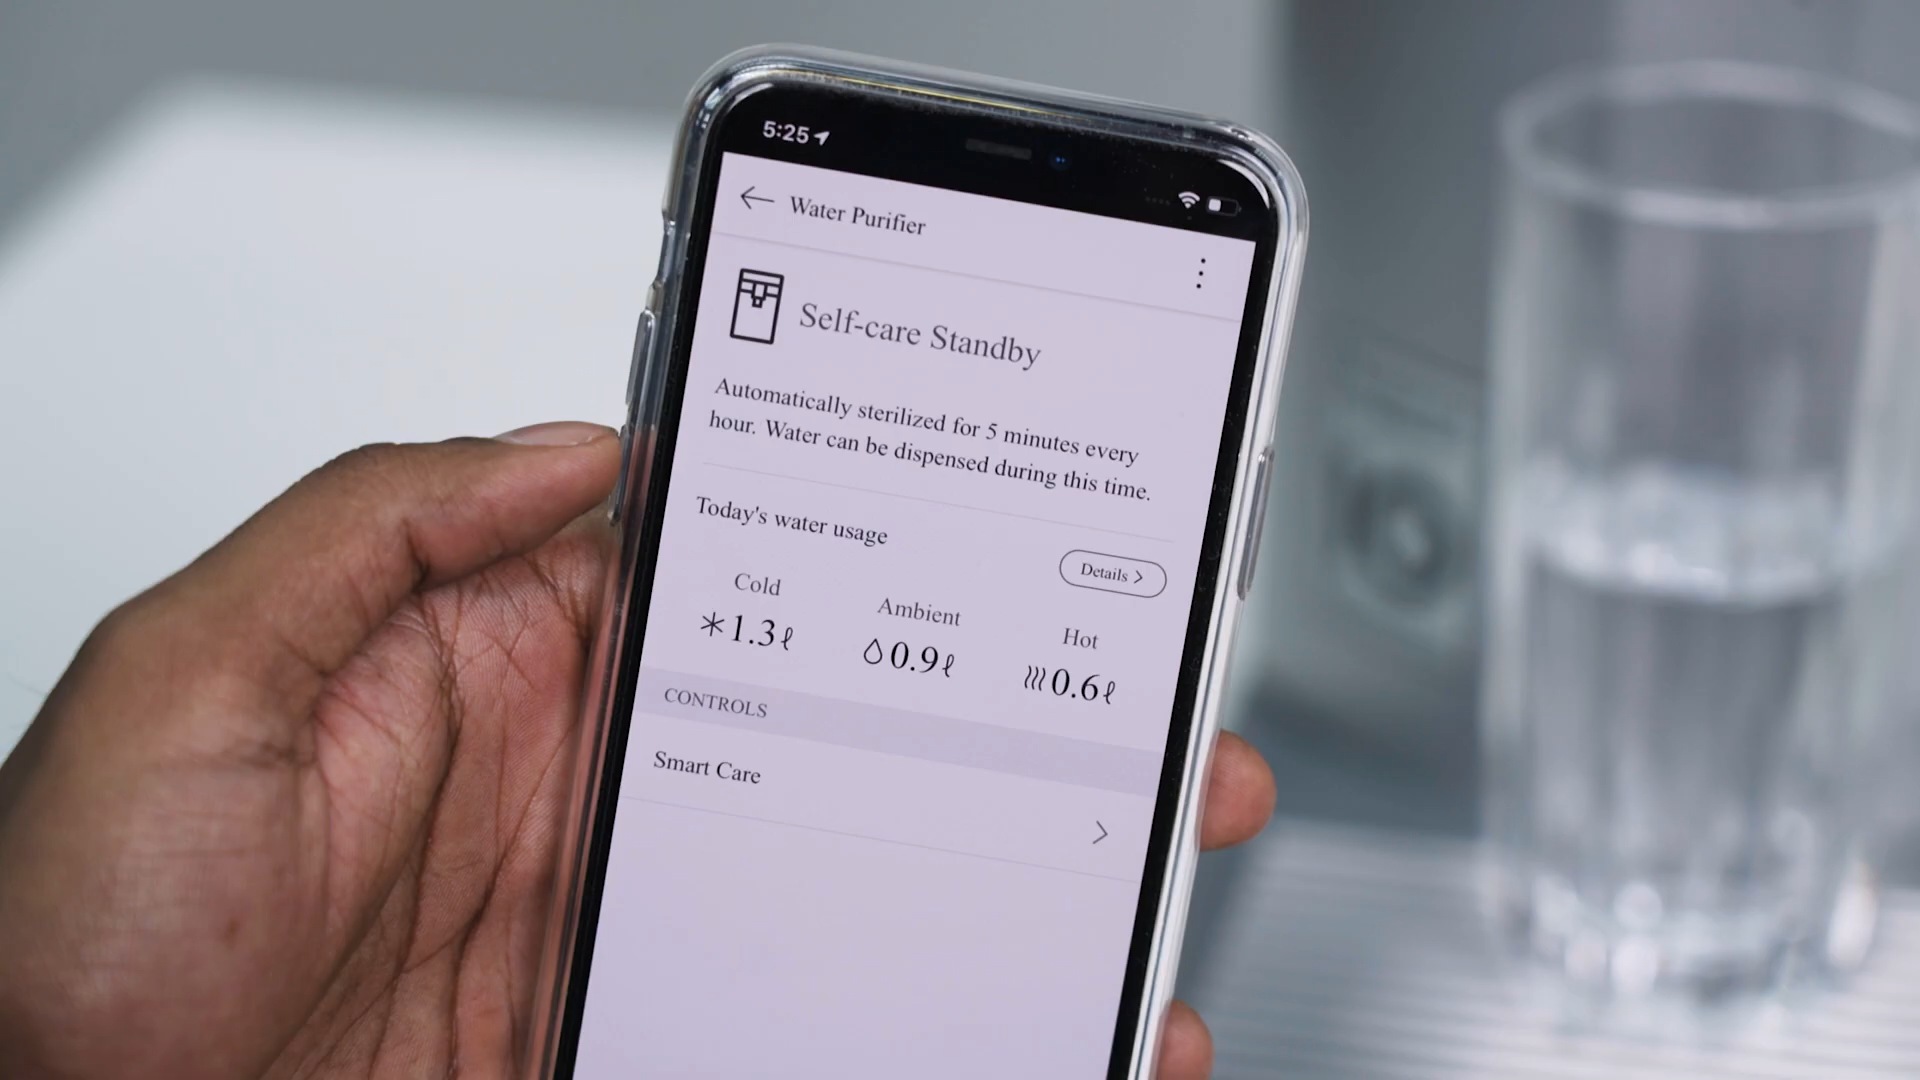 5:25
Water Purifier
Self-care Standby
Automatically sterilized for 5 minutes every
hour. Water can be dispensed during this time.
Today's water usage
Details >
Cold Ambient Hot
1.3ℓ 0.9ℓ 0.6ℓ
CONTROLS
Smart Care